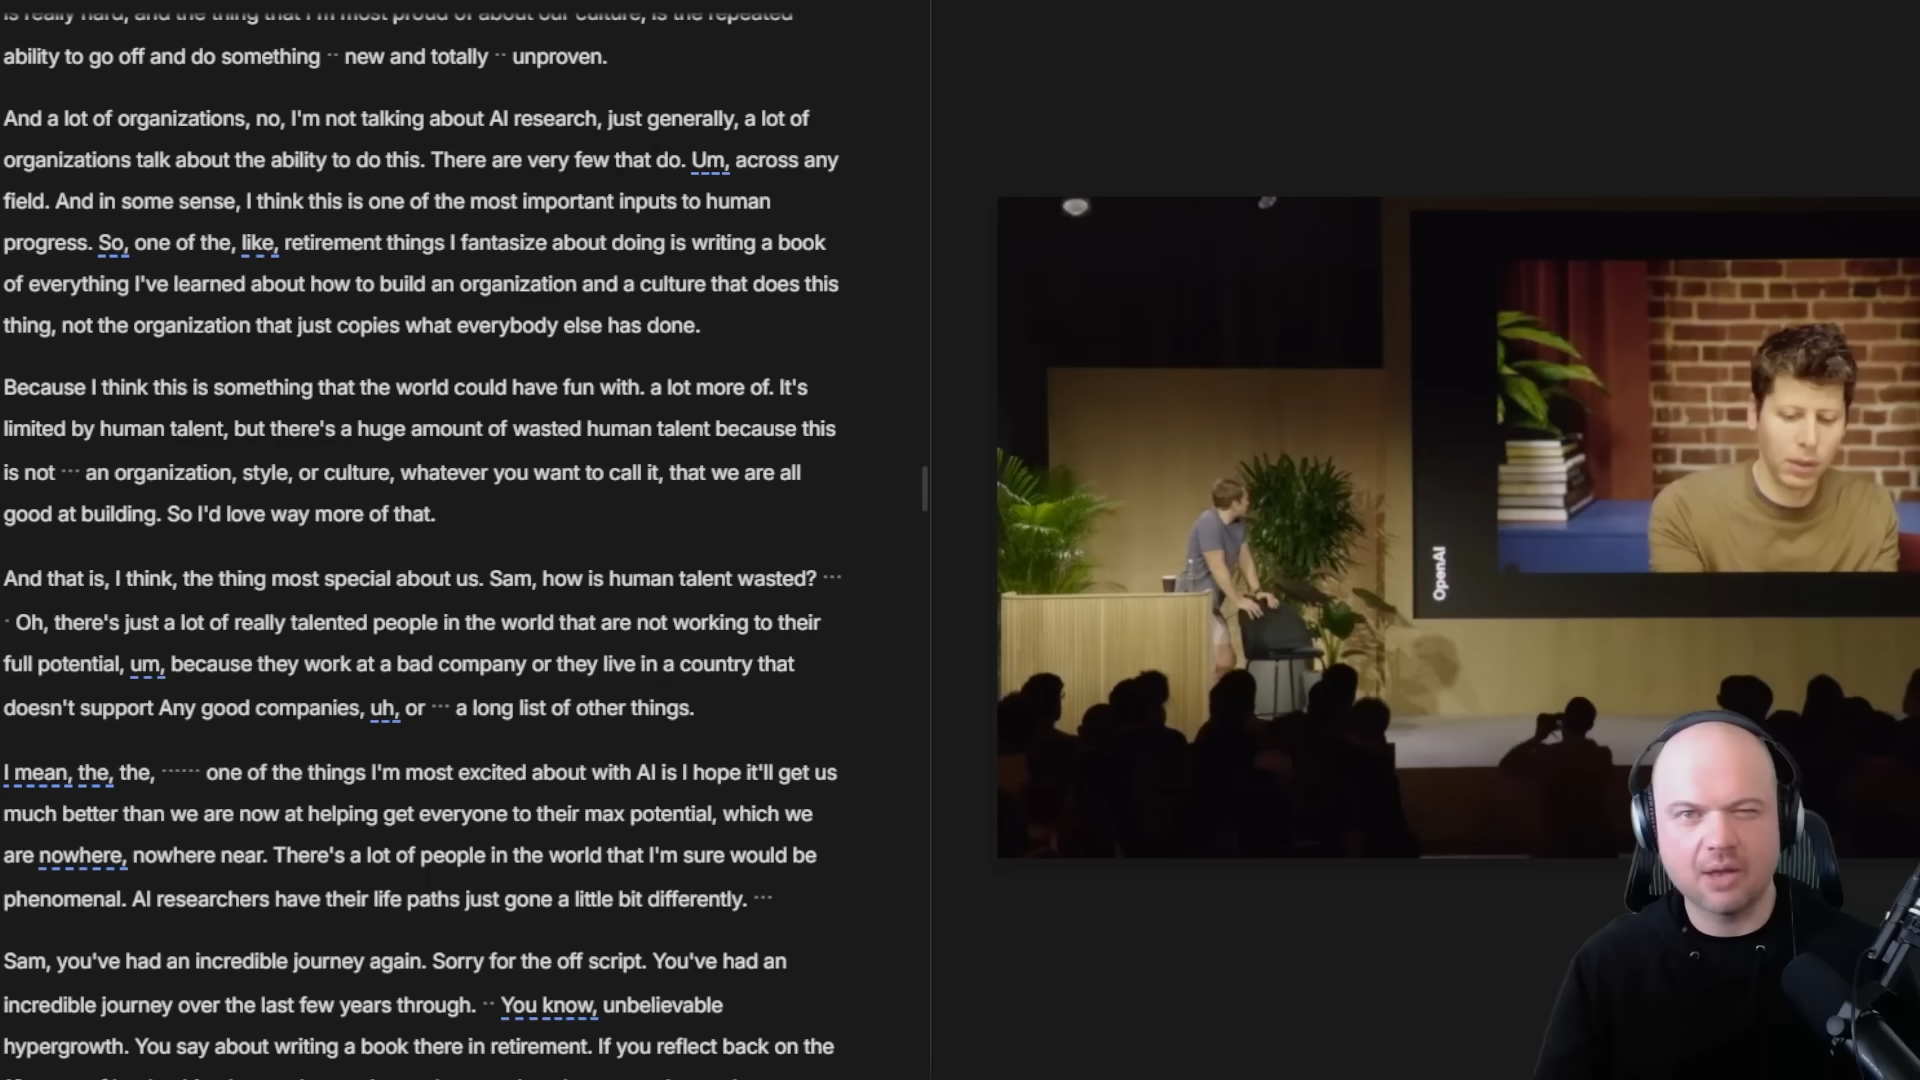 is really hard, and the thing that I'm most proud of about our culture, is the repeated
ability to go off and do something ·· new and totally ·· unproven.
And a lot of organizations, no, I'm not talking about AI research, just generally, a lot of
organizations talk about the ability to do this. There are very few that do. Um, across any
field. And in some sense, I think this is one of the most important inputs to human
progress. So, one of the, like, retirement things I fantasize about doing is writing a book
of everything I've learned about how to build an organization and a culture that does this
thing, not the organization that just copies what everybody else has done.
Because I think this is something that the world could have fun with. a lot more of. It's
limited by human talent, but there's a huge amount of wasted human talent because this
is not ··· an organization, style, or culture, whatever you want to call it, that we are all
good at building. So I'd love way more of that.
And that is, I think, the thing most special about us. Sam, how is human talent wasted? ···
· Oh, there's just a lot of really talented people in the world that are not working to their
full potential, um, because they work at a bad company or they live in a country that
doesn't support Any good companies, uh, or ··· a long list of other things.
I mean, the, the, ······ one of the things I'm most excited about with AI is I hope it'll get us
much better than we are now at helping get everyone to their max potential, which we
are nowhere, nowhere near. There's a lot of people in the world that I'm sure would be
phenomenal. AI researchers have their life paths just gone a little bit differently. ···
Sam, you've had an incredible journey again. Sorry for the off script. You've had an
incredible journey over the last few years through. ·· You know, unbelievable
hypergrowth. You say about writing a book there in retirement. If you reflect back on the
OpenAI